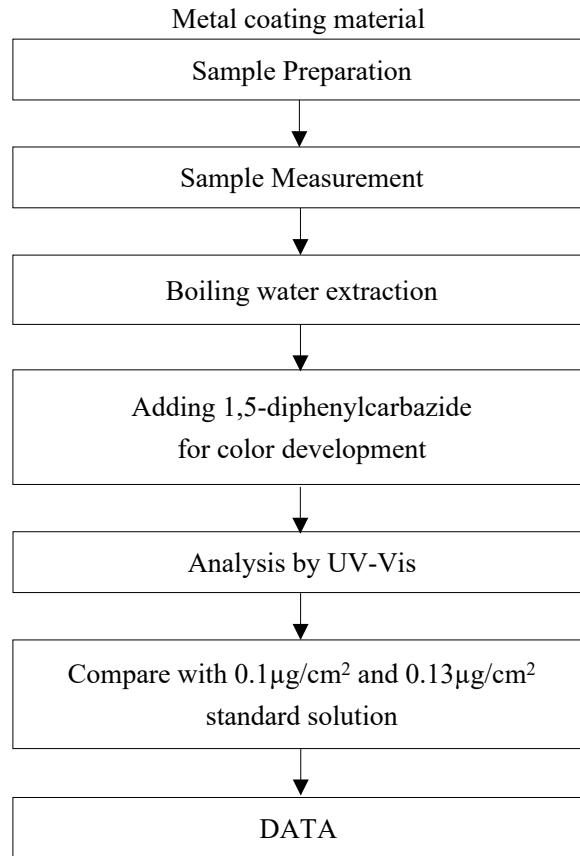 Metal coating material
Sample Preparation
Sample Measurement
Boiling water extraction
Adding 1,5-diphenylcarbazide
for color development
Analysis by UV-Vis
Compare with 0.1µg/cm² and 0.13µg/cm²
standard solution
DATA